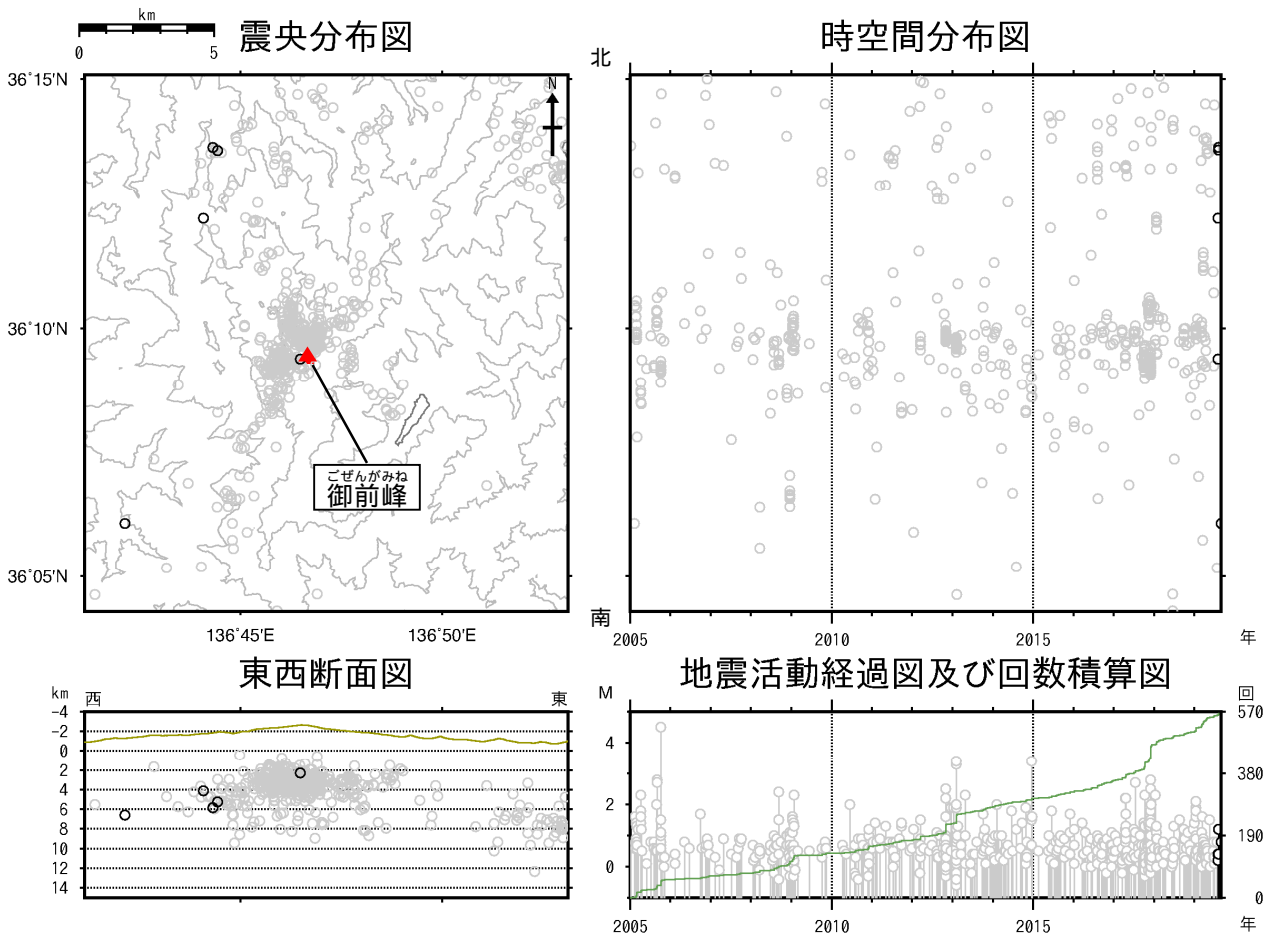 km
0 5
震央分布図
36°15'N
36°10'N
36°05'N
N
ごぜんがみね
御前峰
136°45'E 136°50'E
時空間分布図
北
南
2005 2010 2015 年
東西断面図
km 西 東
-4
-2
0
2
4
6
8
10
12
14
地震活動経過図及び回数積算図
M 回
4
2
0
570
380
190
0
2005 2010 2015 年